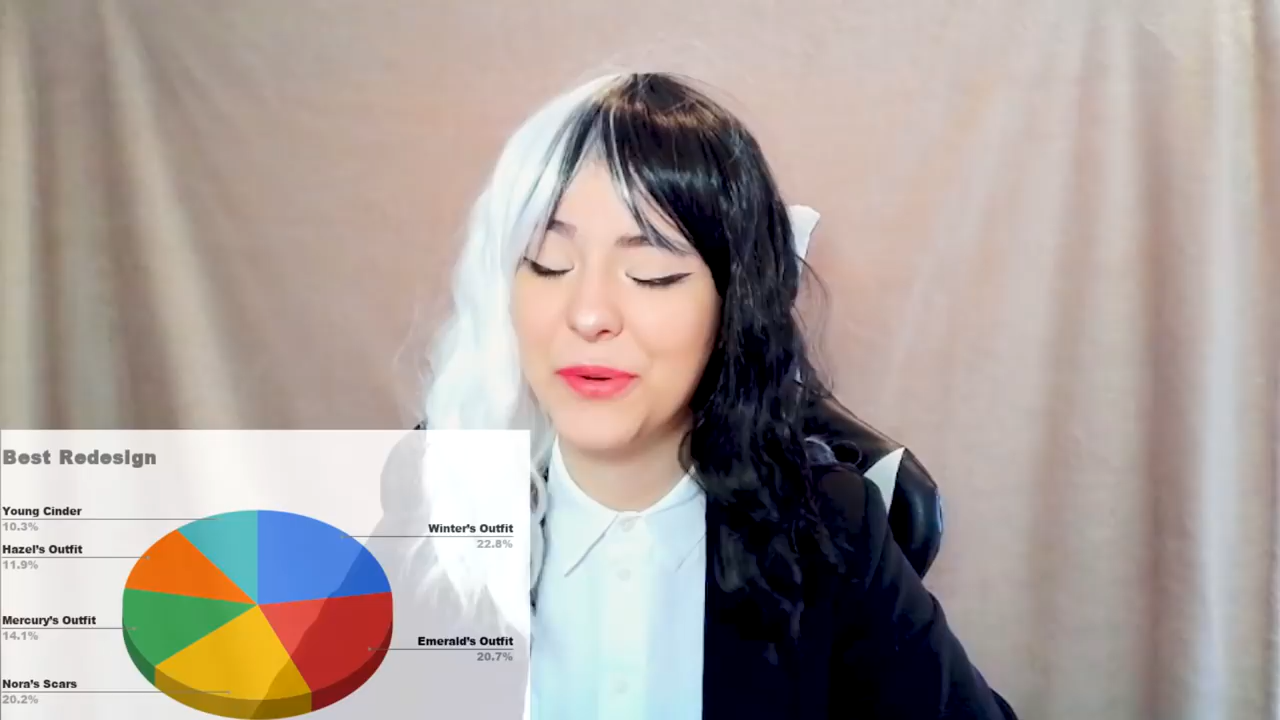 Best Redesign
Young Cinder
10.3%
Hazel's Outfit
11.9%
Mercury's Outfit
14.1%
Nora's Scars
20.2%
Winter's Outfit
22.8%
Emerald's Outfit
20.7%